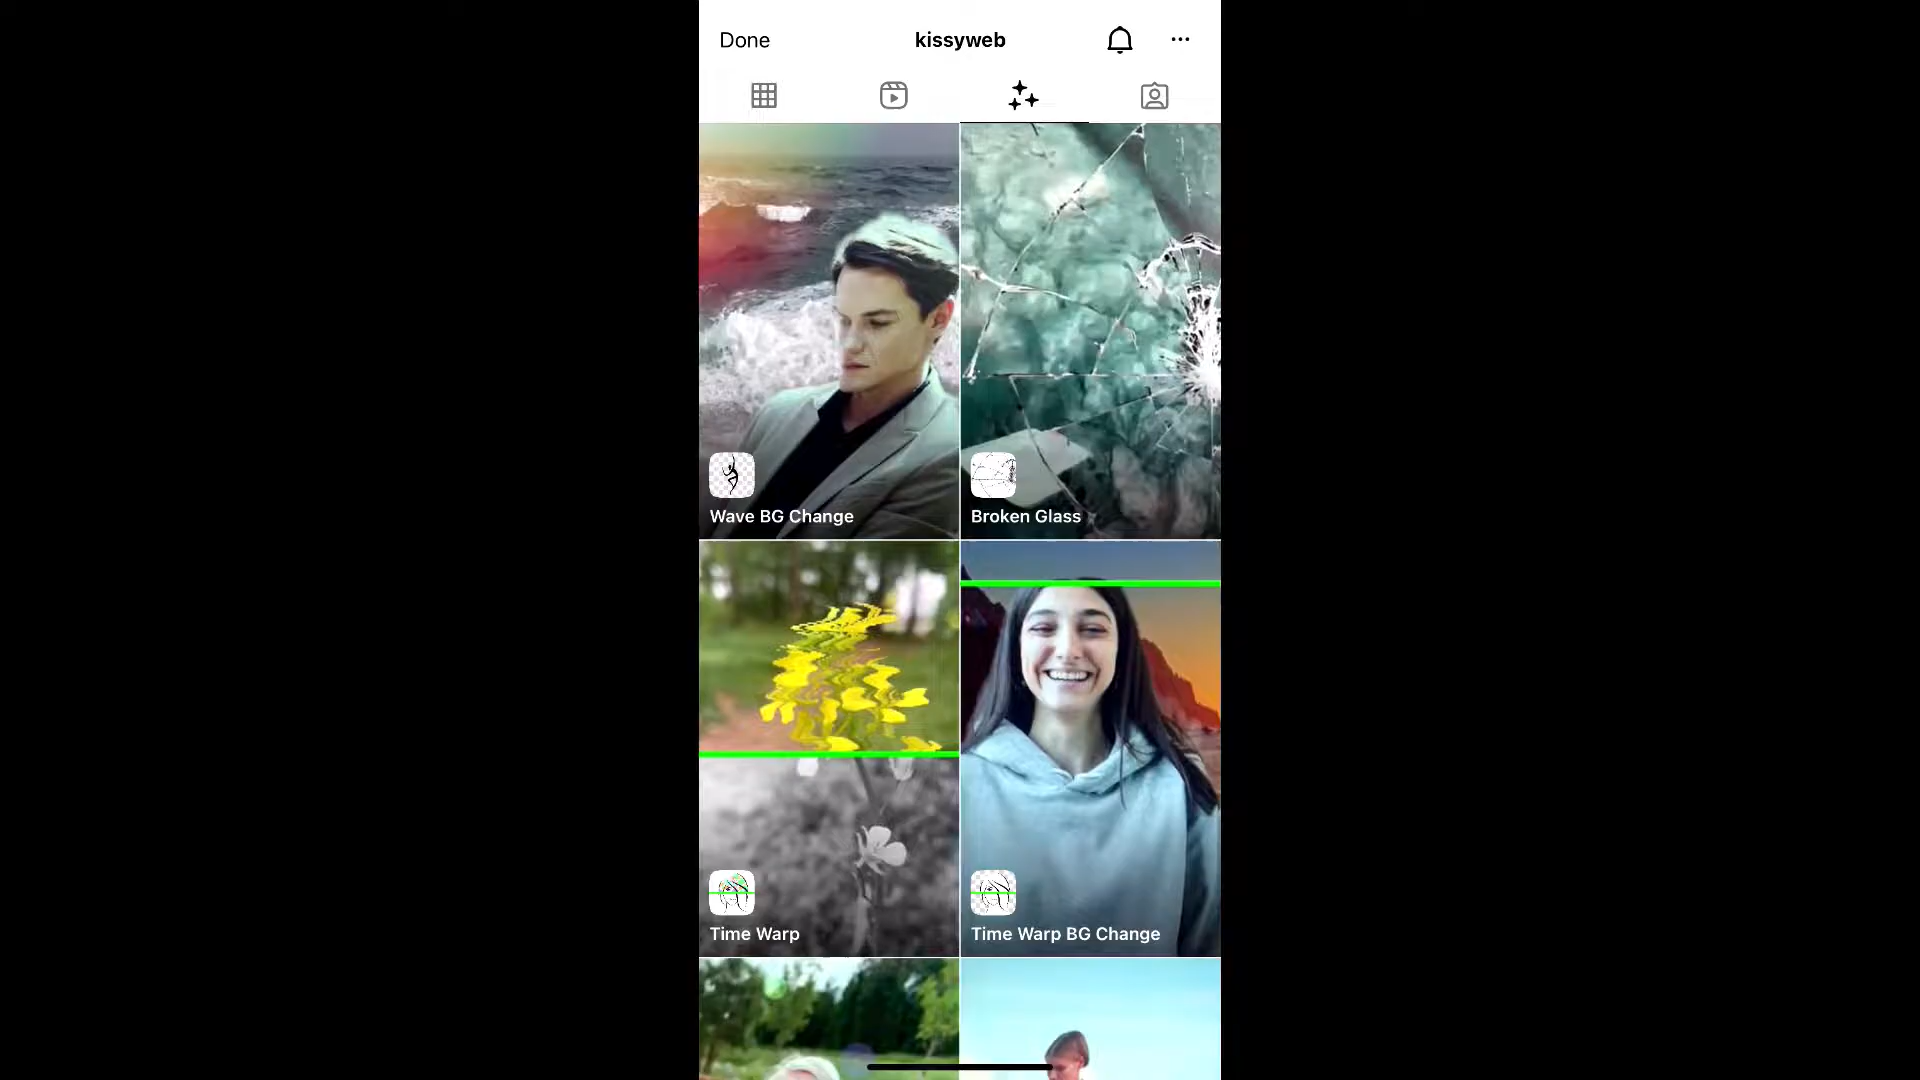 Done
kissyweb
Wave BG Change
Broken Glass
Time Warp
Time Warp BG Change